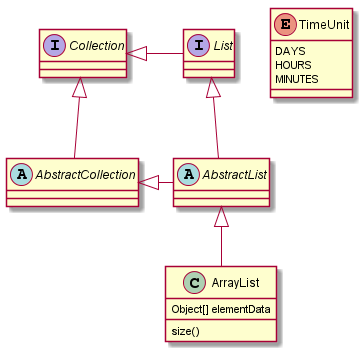 I Collection
I List
E TimeUnit
DAYS
HOURS
MINUTES
A AbstractCollection
A AbstractList
C ArrayList
Object[] elementData
size()